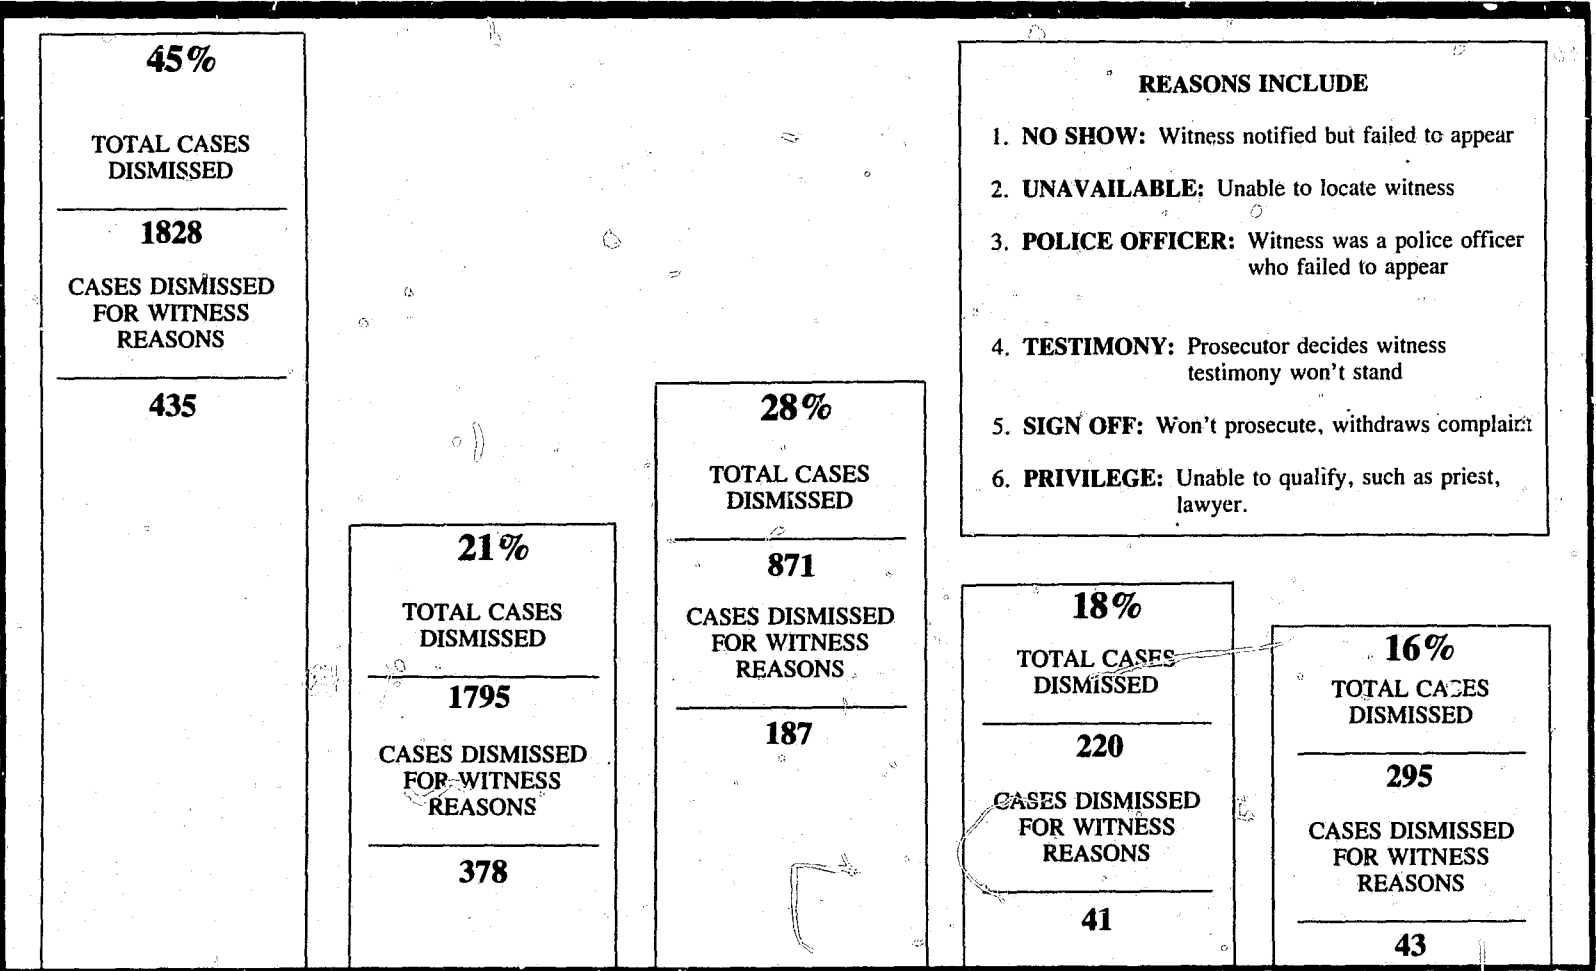 45%
TOTAL CASES
DISMISSED
1828
CASES DISMISSED
FOR WITNESS
REASONS
435
21%
TOTAL CASES
DISMISSED
1795
CASES DISMISSED
FOR WITNESS
REASONS
378
28%
TOTAL CASES
DISMISSED
871
CASES DISMISSED
FOR WITNESS
REASONS
187
REASONS INCLUDE
1. NO SHOW: Witness notified but failed to appear
2. UNAVAILABLE: Unable to locate witness
3. POLICE OFFICER: Witness was a police officer
who failed to appear
4. TESTIMONY: Prosecutor decides witness
testimony won't stand
5. SIGN OFF: Won't prosecute, withdraws complaint
6. PRIVILEGE: Unable to qualify, such as priest,
lawyer.
18%
TOTAL CASES
DISMISSED
220
CASES DISMISSED
FOR WITNESS
REASONS
41
16%
TOTAL CASES
DISMISSED
295
CASES DISMISSED
FOR WITNESS
REASONS
43